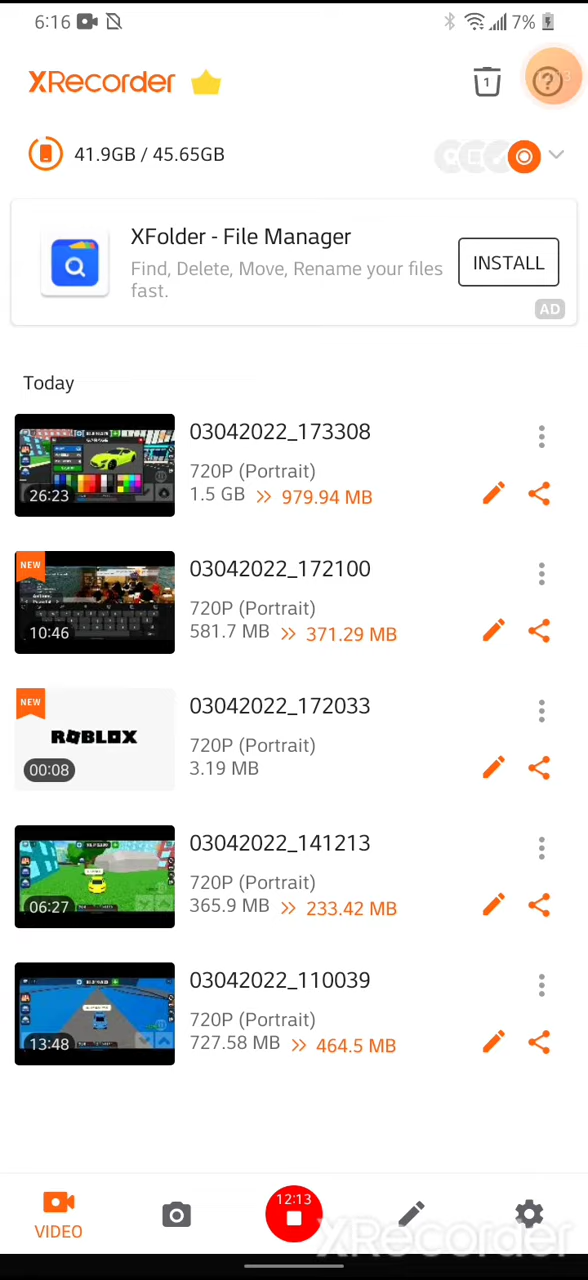 6:16
7%
XRecorder
1
?
41.9GB / 45.65GB
XFolder - File Manager
Find, Delete, Move, Rename your files
fast.
INSTALL
AD
Today
03042022_173308
720P (Portrait)
1.5 GB >> 979.94 MB
26:23
NEW
03042022_172100
720P (Portrait)
581.7 MB >> 371.29 MB
10:46
NEW
ROBLOX
03042022_172033
720P (Portrait)
3.19 MB
00:08
03042022_141213
720P (Portrait)
365.9 MB >> 233.42 MB
06:27
03042022_110039
720P (Portrait)
727.58 MB >> 464.5 MB
13:48
12:13
VIDEO
XRecorder